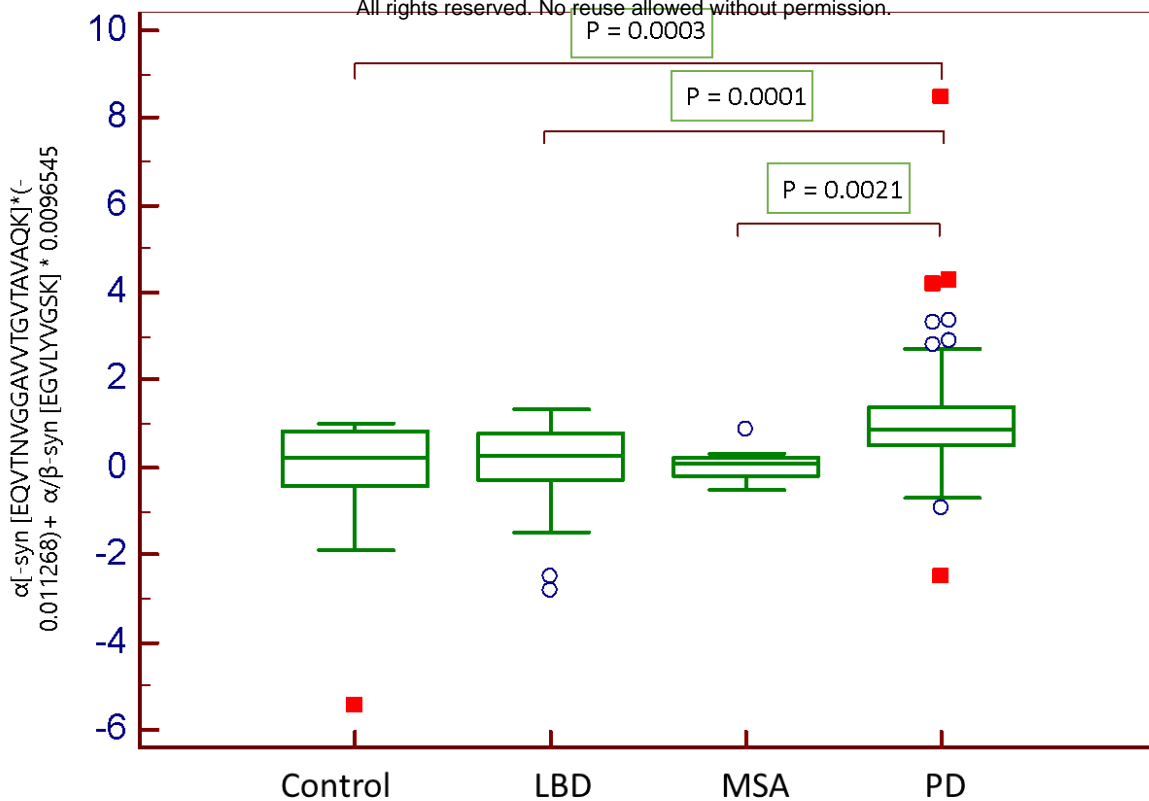 All rights reserved. No reuse allowed without permission.
P = 0.0003
P = 0.0001
P = 0.0021
10
8
6
4
2
0
-2
-4
-6
α[-syn [EQVTNVGGAVVTGVTAVAQK]*(-
0.011268)+ α/β-syn [EGVLYVGSK] * 0.0096545
Control LBD MSA PD